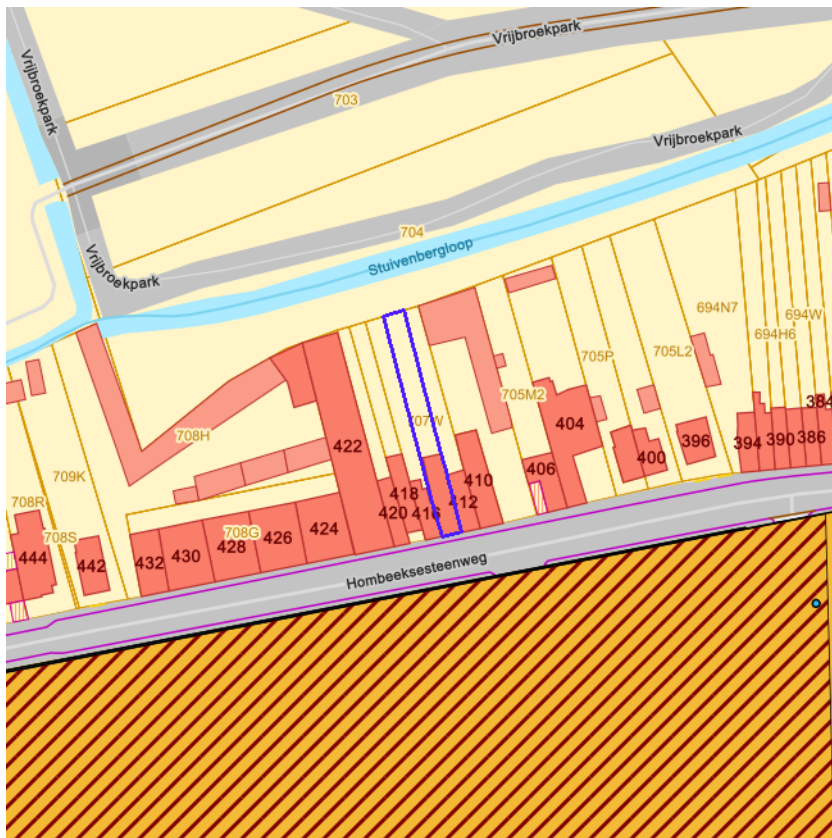 Vrijbroekpark
Vrijbroekpark
703
Vrijbroekpark
704
Stuivenbergloop
Vrijbroekpark
694N7
694W
694H6
705L2
705P
705M2
707W
708H
709K
708R
708S
708G
384
386
390
394
396
400
404
406
410
412
416
418
420
422
424
426
428
430
432
442
444
Hombeeksesteenweg